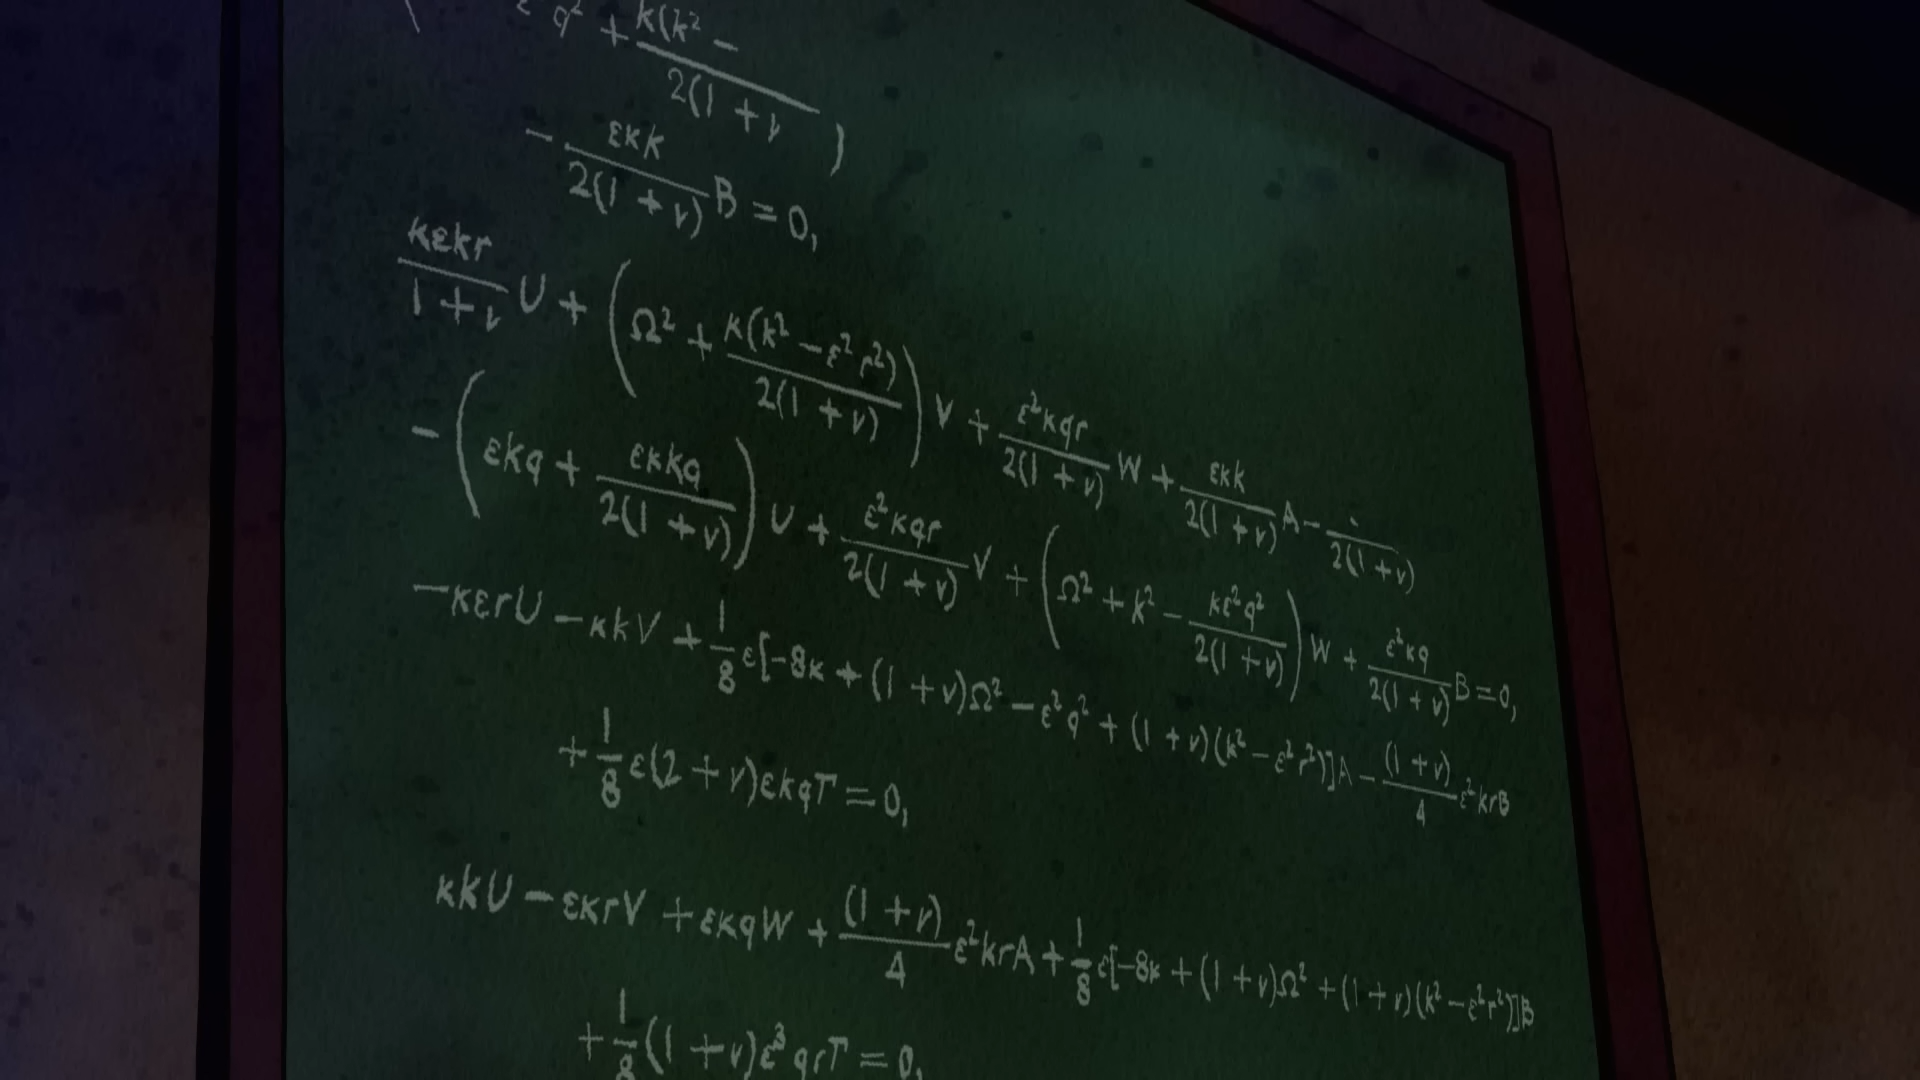 ε² q² + k(k² −
2(1 + ν )
− εκk / 2(1 + ν) B = 0,
κεkr / 1 + ν U + ( Ω² + κ(k² − ε² r²) / 2(1 + ν) ) V + ε²κqr / 2(1 + ν) W + εκk / 2(1 + ν) A − / 2(1 + ν)
− ( εkq + εκkq / 2(1 + ν) ) U + ε²κqr / 2(1 + ν) V + ( Ω² + k² − κε²q² / 2(1 + ν) ) W + ε²κq / 2(1 + ν) B = 0,
−κεrU − κkV + 1/8 ε[−8κ + (1 + ν)Ω² − ε²q² + (1 + ν)(k² − ε²r²)]A − (1 + ν)/4 ε²krB
+ 1/8 ε(2 + ν)εkqT = 0,
κkU − εκrV + εκqW + (1 + ν)/4 ε²krA + 1/8 ε[−8κ + (1 + ν)Ω² + (1 + ν)(k² − ε²r²)]B
+ 1/8 (1 + ν)ε³qrT = 0,